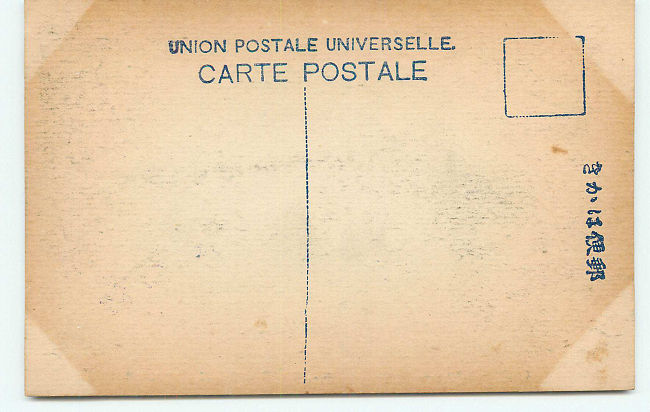 UNION POSTALE UNIVERSELLE.
CARTE POSTALE
郵便はかき